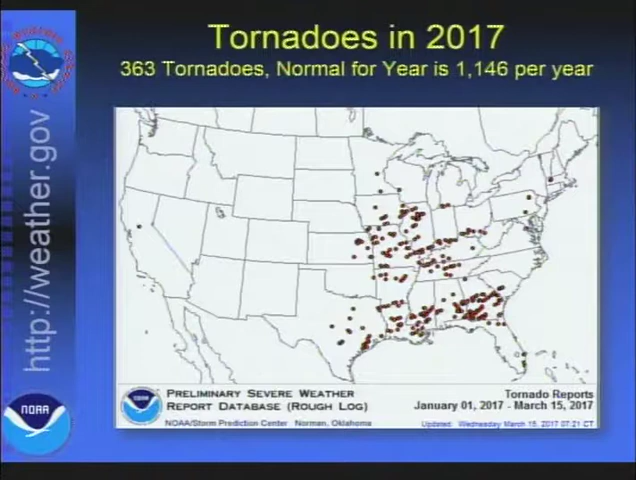 Tornadoes in 2017
363 Tornadoes, Normal for Year is 1,146 per year
http://weather.gov
NOAA
PRELIMINARY SEVERE WEATHER
REPORT DATABASE (ROUGH LOG)
NOAA/Storm Prediction Center Norman, Oklahoma
Tornado Reports
January 01, 2017 - March 15, 2017
Updated: Wednesday March 15, 2017 07:21 CT